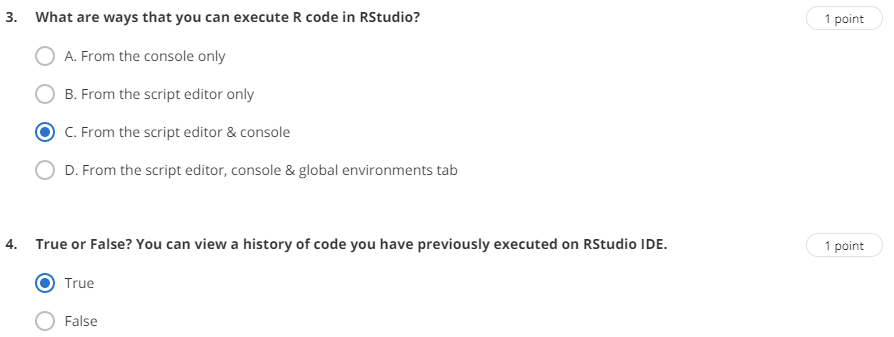 3. What are ways that you can execute R code in RStudio?
1 point
A. From the console only
B. From the script editor only
C. From the script editor & console
D. From the script editor, console & global environments tab
4. True or False? You can view a history of code you have previously executed on RStudio IDE.
1 point
True
False